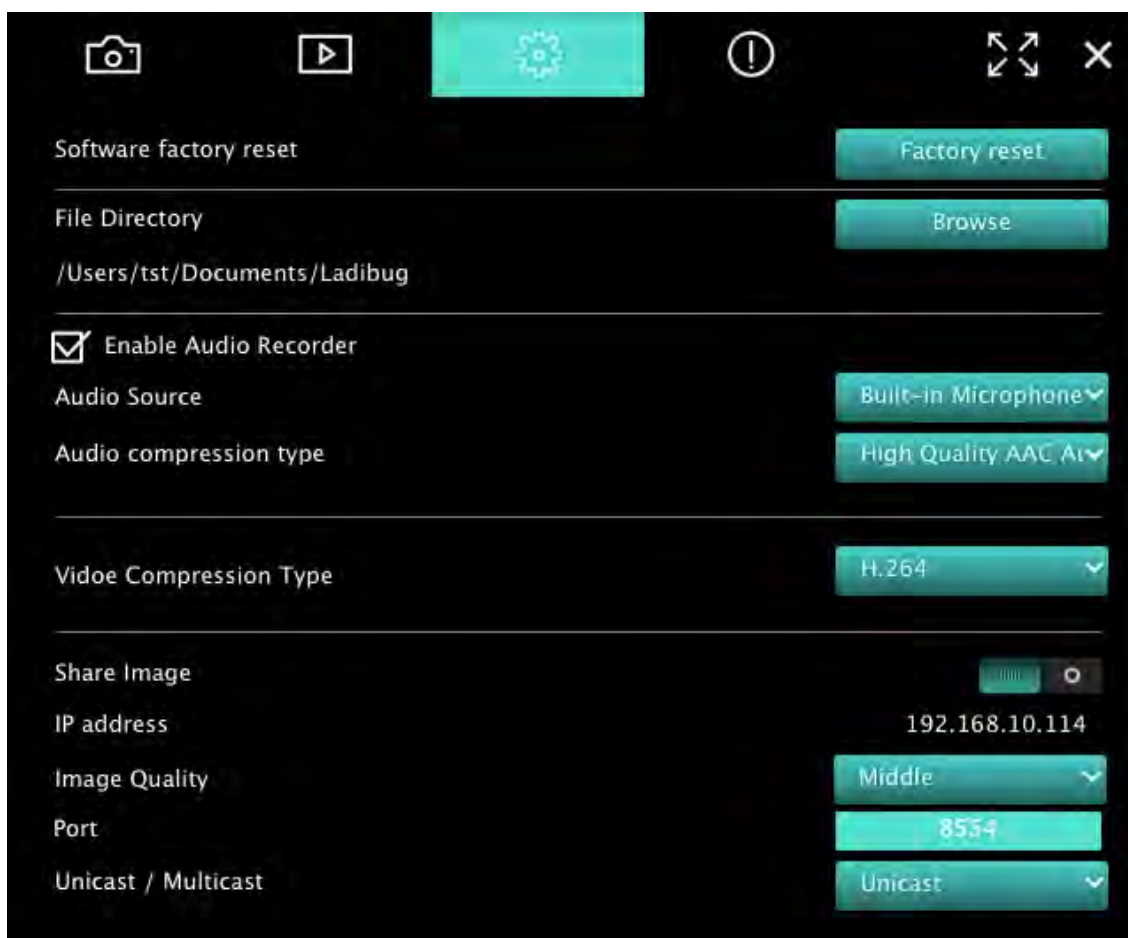 Software factory reset Factory reset
File Directory Browse
/Users/tst/Documents/Ladibug
Enable Audio Recorder
Audio Source Built-in Microphone
Audio compression type High Quality AAC
Vidoe Compression Type H.264
Share Image
IP address 192.168.10.114
Image Quality Middle
Port 8554
Unicast / Multicast Unicast